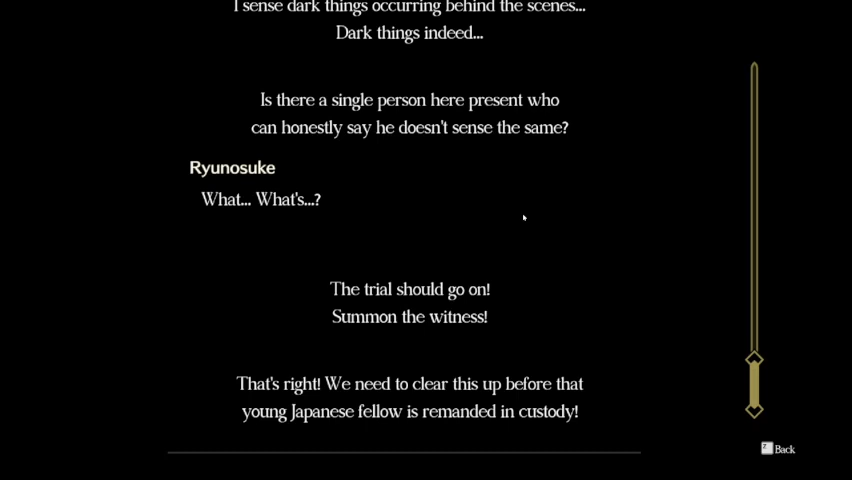 I sense dark things occurring behind the scenes...
Dark things indeed...
Is there a single person here present who
can honestly say he doesn't sense the same?
Ryunosuke
What... What's...?
The trial should go on!
Summon the witness!
That's right! We need to clear this up before that
young Japanese fellow is remanded in custody!
Z Back